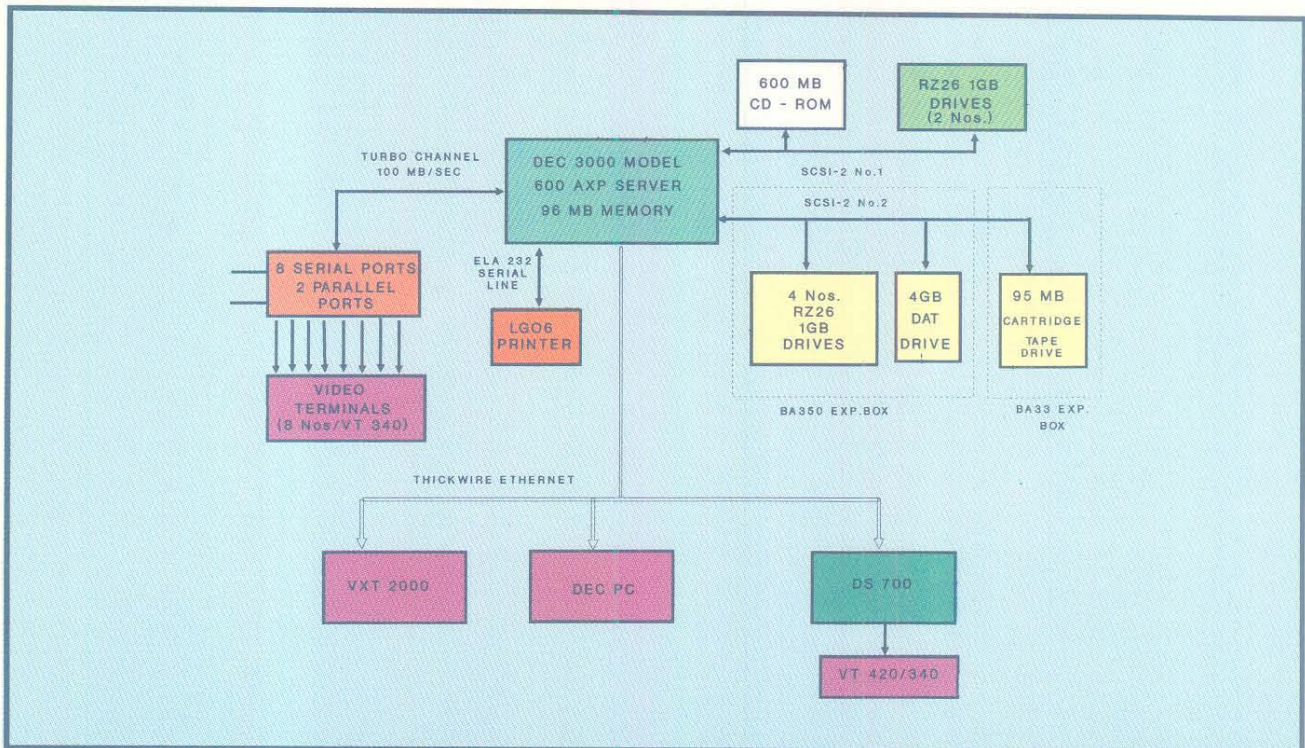 600 MB
CD - ROM
RZ26 1GB
DRIVES
(2 Nos.)
TURBO CHANNEL
100 MB/SEC
DEC 3000 MODEL
600 AXP SERVER
96 MB MEMORY
SCSI-2 No.1
SCSI-2 No.2
8 SERIAL PORTS
2 PARALLEL
PORTS
ELA 232
SERIAL
LINE
LGO6
PRINTER
4 Nos.
RZ26
1GB
DRIVES
4GB
DAT
DRIVE
95 MB
CARTRIDGE
TAPE
DRIVE
VIDEO
TERMINALS
(8 Nos/VT 340)
BA350 EXP.BOX
BA33 EXP.
BOX
THICKWIRE ETHERNET
VXT 2000
DEC PC
DS 700
VT 420/340